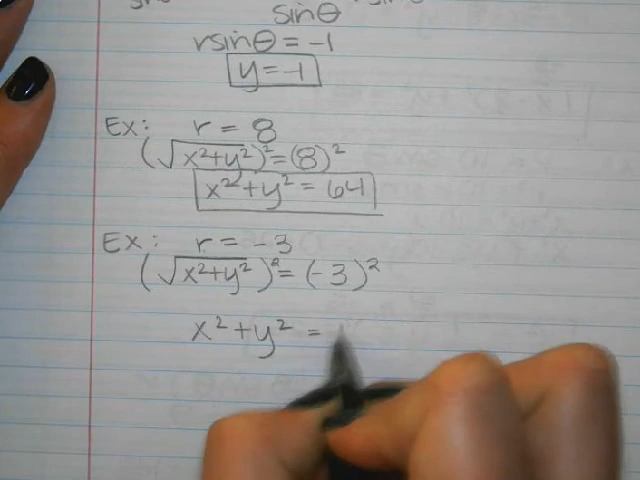 sinθ
rsinθ = -1
y = -1
Ex: r = 8
(√x²+y²)² = (8)²
x² + y² = 64
Ex: r = -3
(√x²+y²)² = (-3)²
x² + y² =